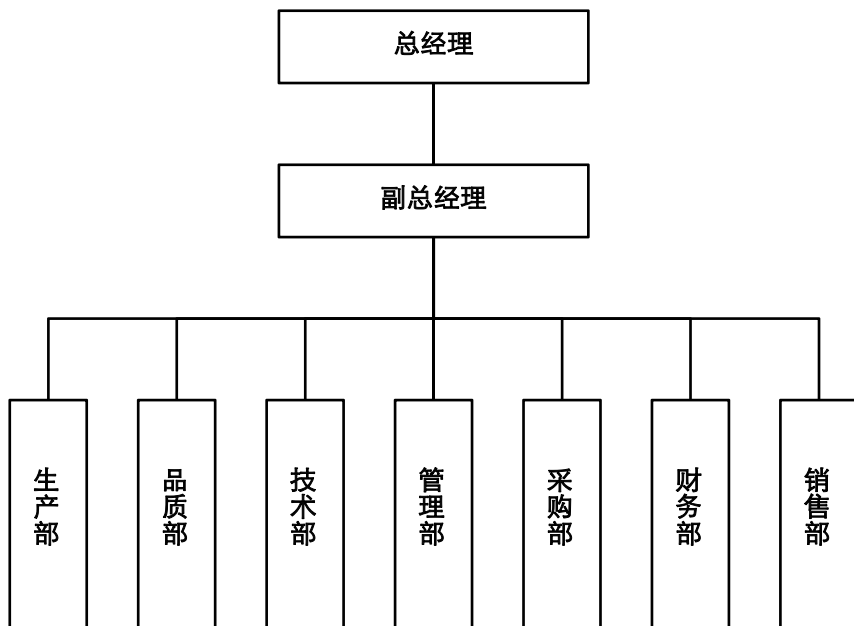 总经理
副总经理
生产部
品质部
技术部
管理部
采购部
财务部
销售部